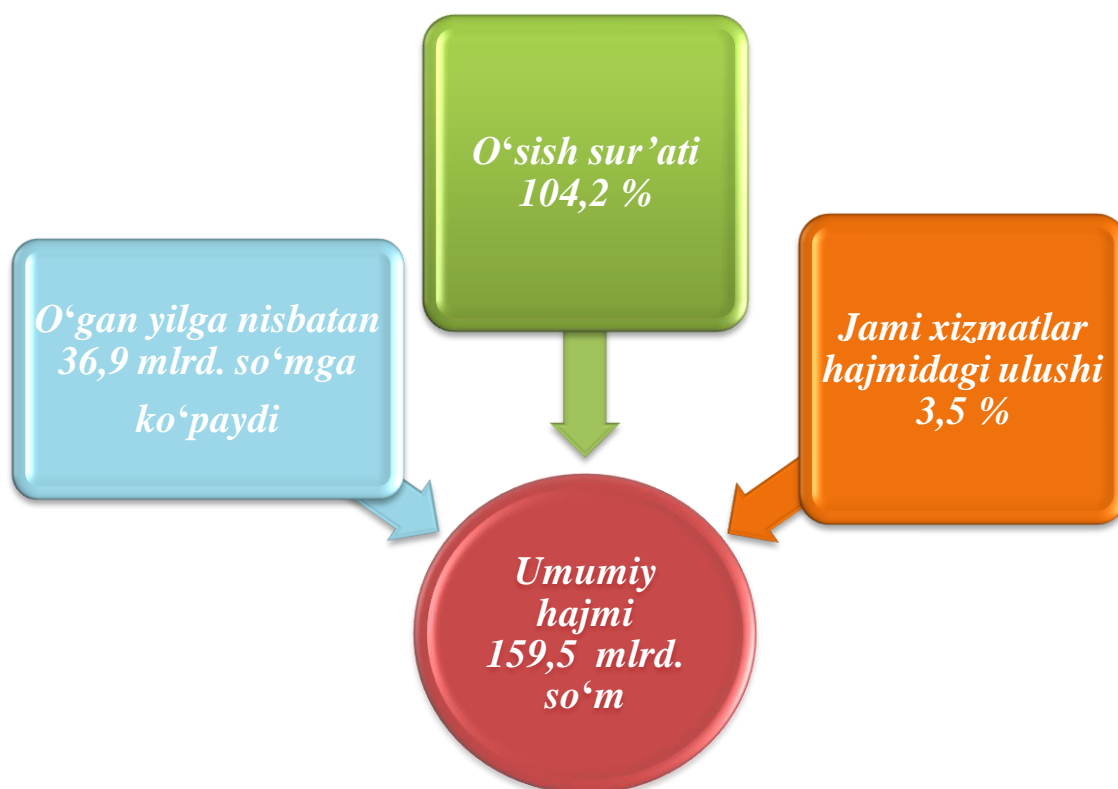 O‘sish sur’ati
104,2 %
O‘gan yilga nisbatan
36,9 mlrd. so‘mga
ko‘paydi
Jami xizmatlar
hajmidagi ulushi
3,5 %
Umumiy
hajmi
159,5 mlrd.
so‘m